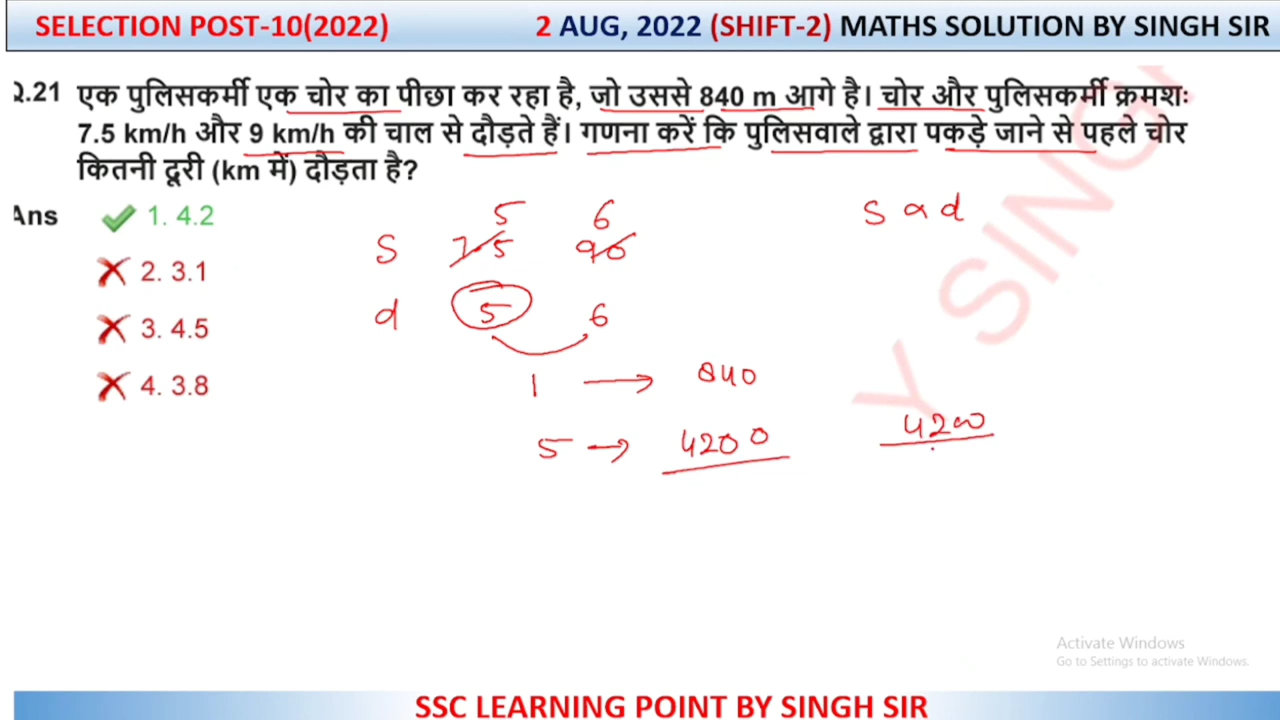 SELECTION POST-10(2022) 2 AUG, 2022 (SHIFT-2) MATHS SOLUTION BY SINGH SIR
Q.21 एक पुलिसकर्मी एक चोर का पीछा कर रहा है, जो उससे 840 m आगे है। चोर और पुलिसकर्मी क्रमशः
7.5 km/h और 9 km/h की चाल से दौड़ते हैं। गणना करें कि पुलिसवाले द्वारा पकड़े जाने से पहले चोर
कितनी दूरी (km में) दौड़ता है?
Ans 1. 4.2
2. 3.1
3. 4.5
4. 3.8
5 6
S 7.5 90
S a d
d 5 6
1 → 840
5 → 4200
4200
Y SINGH
Activate Windows
Go to Settings to activate Windows.
SSC LEARNING POINT BY SINGH SIR